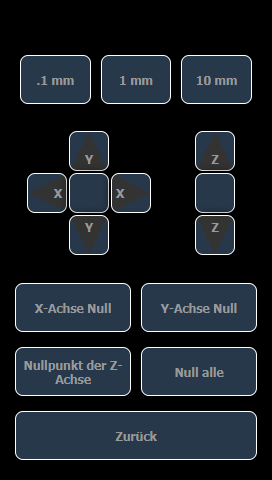 .1 mm 1 mm 10 mm
Y Z
X X
Y Z
X-Achse Null Y-Achse Null
Nullpunkt der Z-
Achse
Null alle
Zurück